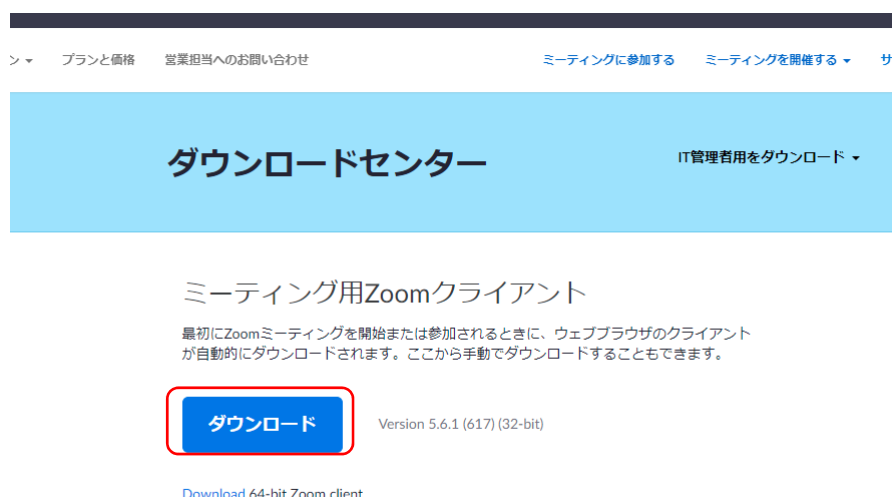 ン プランと価格 営業担当へのお問い合わせ ミーティングに参加する ミーティングを開催する サ
ダウンロードセンター
IT管理者用をダウンロード
ミーティング用Zoomクライアント
最初にZoomミーティングを開始または参加されるときに、ウェブブラウザのクライアント
が自動的にダウンロードされます。ここから手動でダウンロードすることもできます。
ダウンロード Version 5.6.1 (617) (32-bit)
Download 64-bit Zoom client